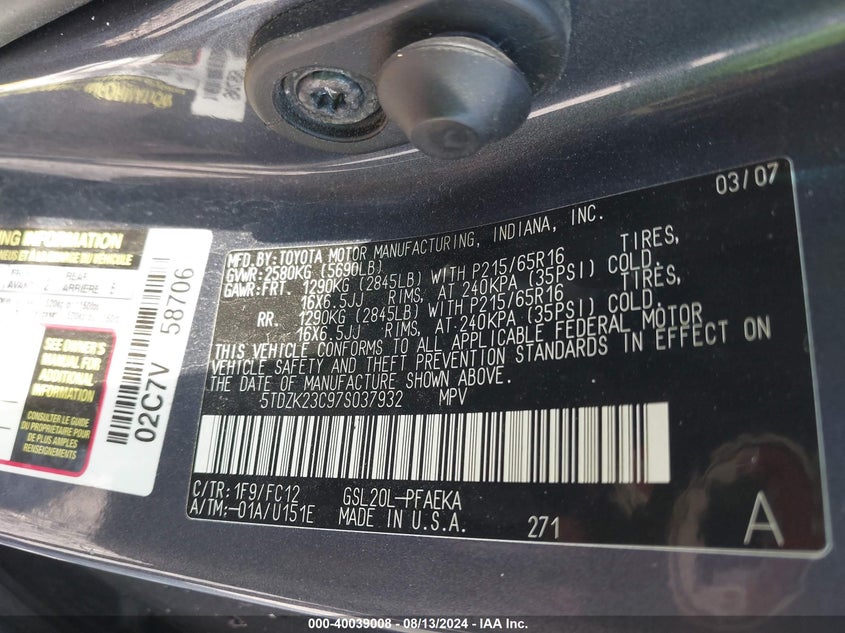 03/07
MFD.BY:TOYOTA MOTOR MANUFACTURING, INDIANA, INC.
GVWR:2580KG (5690LB)
GAWR:FRT. 1290KG (2845LB) WITH P215/65R16 TIRES,
16X6.5JJ RIMS, AT 240KPA (35PSI) COLD.
RR. 1290KG (2845LB) WITH P215/65R16 TIRES,
16X6.5JJ RIMS, AT 240KPA (35PSI) COLD.
THIS VEHICLE CONFORMS TO ALL APPLICABLE FEDERAL MOTOR
VEHICLE SAFETY AND THEFT PREVENTION STANDARDS IN EFFECT ON
THE DATE OF MANUFACTURE SHOWN ABOVE.
5TDZK23C97S037932 MPV
C/TR:1F9/FC12 GSL20L-PFAEKA
A/TM:-01A/U151E MADE IN U.S.A. 271 A
INFORMATION
REAR
ARRIERE
SEE OWNER'S
MANUAL FOR
ADDITIONAL
INFORMATION
CONSULTER LE GUIDE
DU PROPRIÉTAIRE POUR
DE PLUS AMPLES
RENSEIGNEMENTS
02C7V 58706
000-40039008 - 08/13/2024 - IAA Inc.